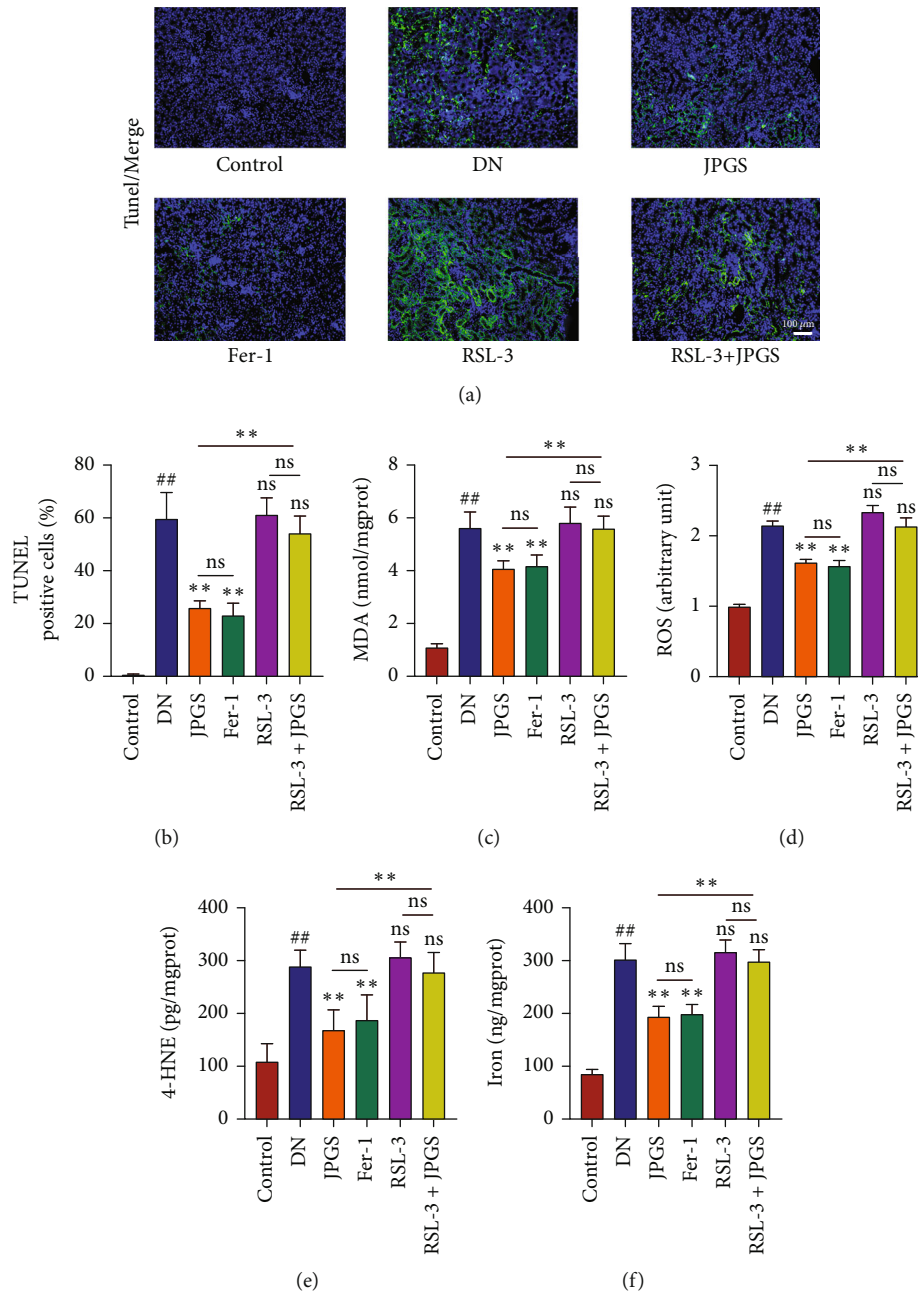 Tunel/Merge
Control
DN
JPGS
Fer-1
RSL-3
RSL-3+JPGS
100 µm
(a)
TUNEL
positive cells (%)
80
60
40
20
0
##
**
**
ns
ns
ns
ns
**
Control
DN
JPGS
Fer-1
RSL-3
RSL-3 + JPGS
(b)
MDA (nmol/mgprot)
8
6
4
2
0
##
**
**
ns
ns
ns
ns
**
Control
DN
JPGS
Fer-1
RSL-3
RSL-3 + JPGS
(c)
ROS (arbitrary unit)
3
2
1
0
##
**
**
ns
ns
ns
ns
**
Control
DN
JPGS
Fer-1
RSL-3
RSL-3 + JPGS
(d)
4-HNE (pg/mgprot)
400
300
200
100
0
##
**
**
ns
ns
ns
ns
**
Control
DN
JPGS
Fer-1
RSL-3
RSL-3 + JPGS
(e)
Iron (ng/mgprot)
400
300
200
100
0
##
**
**
ns
ns
ns
ns
**
Control
DN
JPGS
Fer-1
RSL-3
RSL-3 + JPGS
(f)